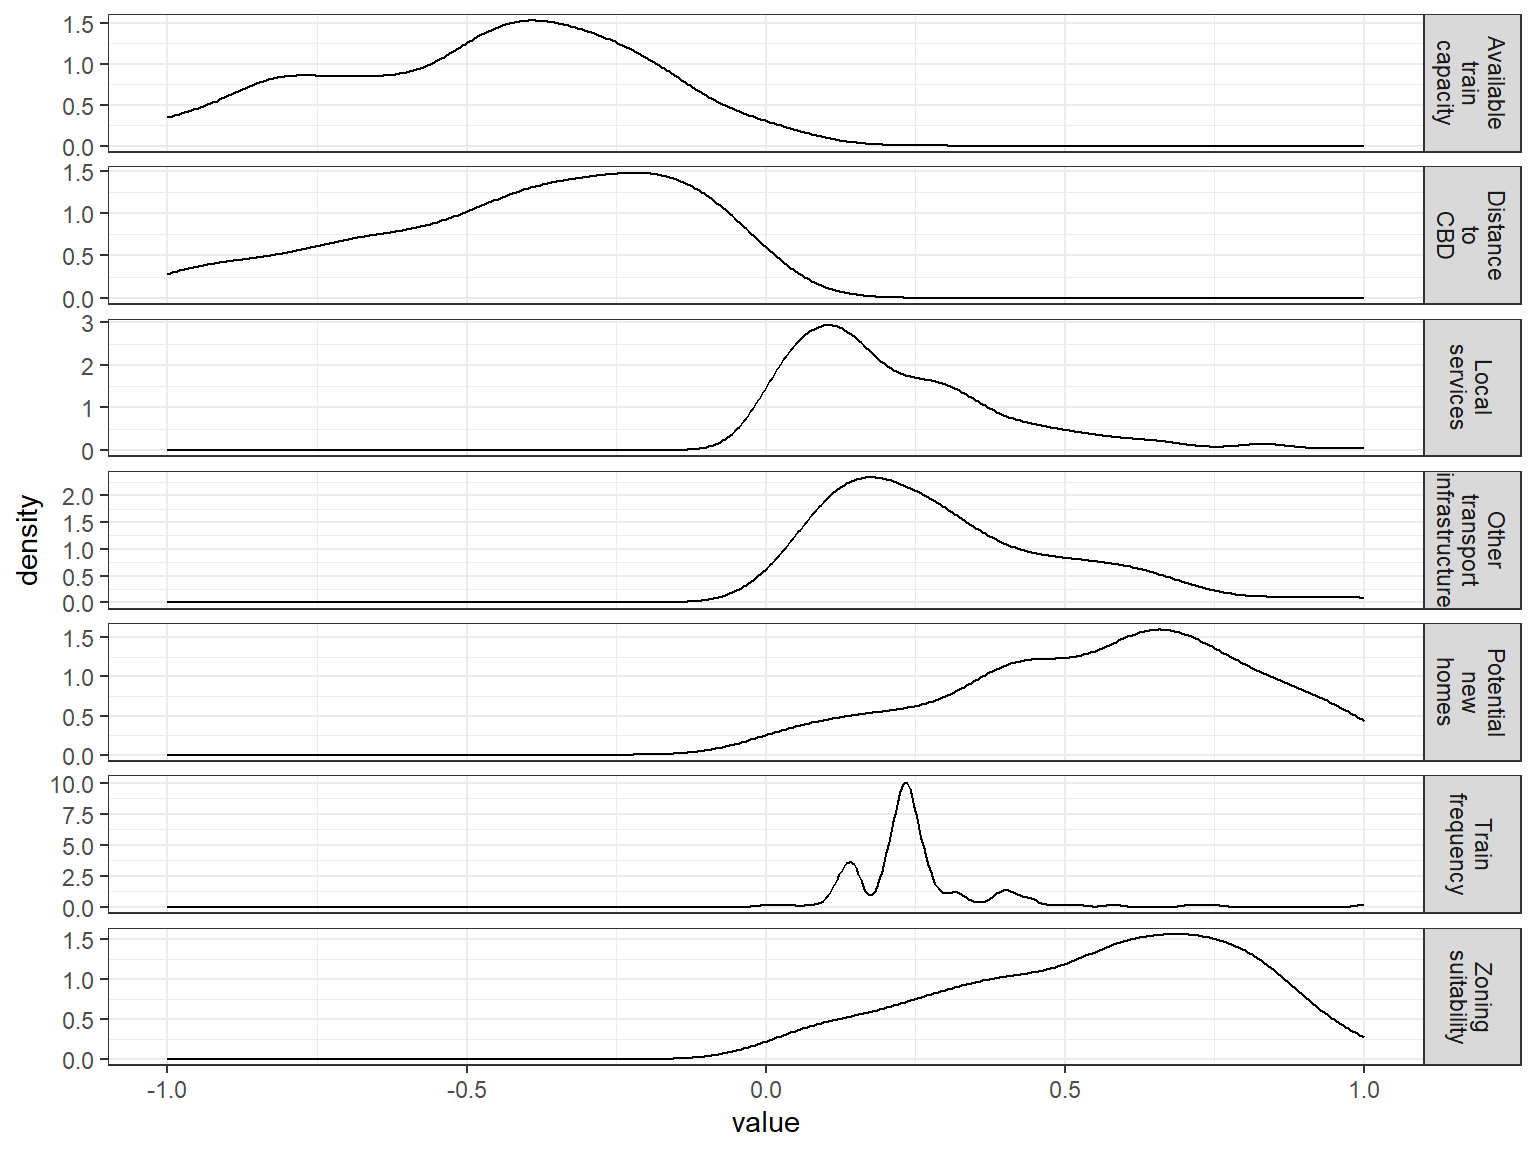 1.5
1.0
0.5
0.0
Available
train
capacity
1.5
1.0
0.5
0.0
Distance
to
CBD
3
2
1
0
Local
services
2.0
1.5
1.0
0.5
0.0
Other
transport
infrastructure
1.5
1.0
0.5
0.0
Potential
new
homes
10.0
7.5
5.0
2.5
0.0
Train
frequency
1.5
1.0
0.5
0.0
Zoning
suitability
density
-1.0 -0.5 0.0 0.5 1.0
value